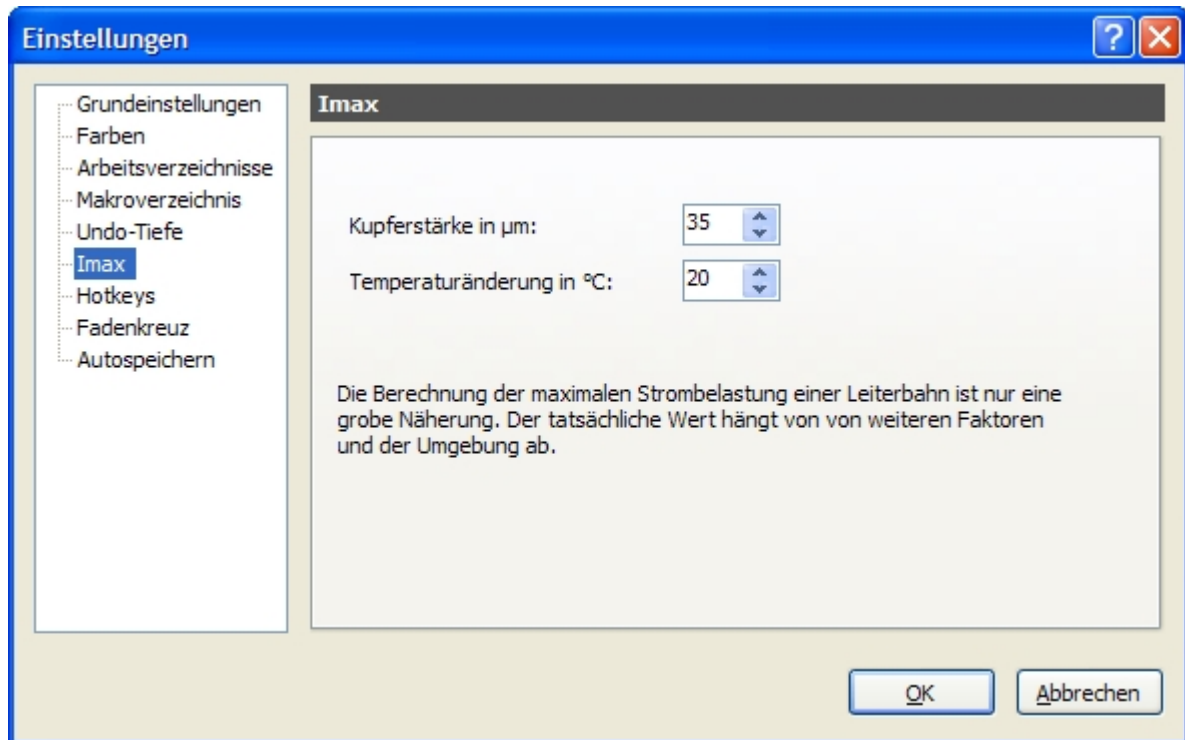 Einstellungen
Grundeinstellungen
Farben
Arbeitsverzeichnisse
Makroverzeichnis
Undo-Tiefe
Imax
Hotkeys
Fadenkreuz
Autospeichern
Imax
Kupferstärke in µm: 35
Temperaturänderung in °C: 20
Die Berechnung der maximalen Strombelastung einer Leiterbahn ist nur eine
grobe Näherung. Der tatsächliche Wert hängt von von weiteren Faktoren
und der Umgebung ab.
OK Abbrechen